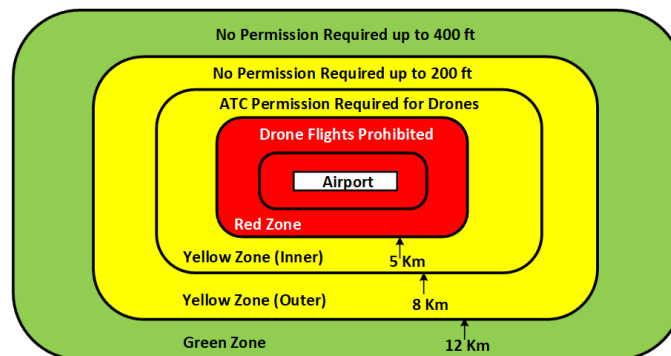 No Permission Required up to 400 ft
No Permission Required up to 200 ft
ATC Permission Required for Drones
Drone Flights Prohibited
Airport
Red Zone
Yellow Zone (Inner)
5 Km
Yellow Zone (Outer)
8 Km
Green Zone
12 Km